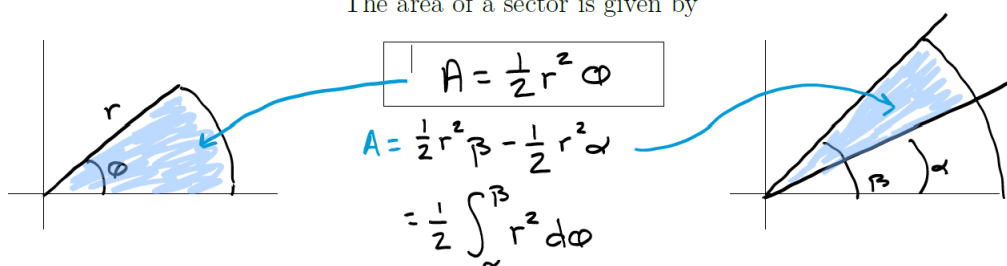 The area of a sector is given by
A = 1/2 r² φ
r
φ
A = 1/2 r² β - 1/2 r² α
= 1/2 ∫_α^β r² dφ
β
α